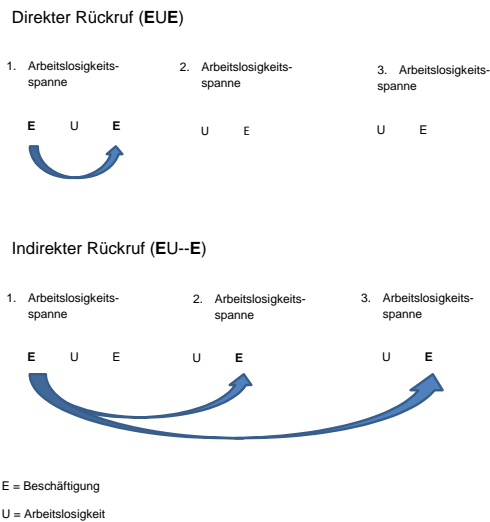 Direkter Rückruf (EUE)
1. Arbeitslosigkeits-
spanne
2. Arbeitslosigkeits-
spanne
3. Arbeitslosigkeits-
spanne
E U E
U E
U E
Indirekter Rückruf (EU--E)
1. Arbeitslosigkeits-
spanne
2. Arbeitslosigkeits-
spanne
3. Arbeitslosigkeits-
spanne
E U E
U E
U E
E = Beschäftigung
U = Arbeitslosigkeit